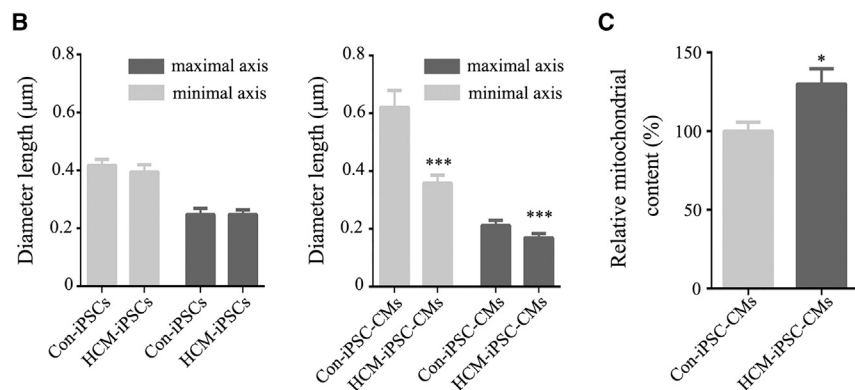 B
Diameter length (μm)
0.8
0.6
0.4
0.2
0
maximal axis
minimal axis
Con-iPSCs
HCM-iPSCs
Con-iPSCs
HCM-iPSCs
Diameter length (μm)
0.8
0.6
0.4
0.2
0
maximal axis
minimal axis
***
***
Con-iPSC-CMs
HCM-iPSC-CMs
Con-iPSC-CMs
HCM-iPSC-CMs
C
Relative mitochondrial
content (%)
150
100
50
0
*
Con-iPSC-CMs
HCM-iPSC-CMs